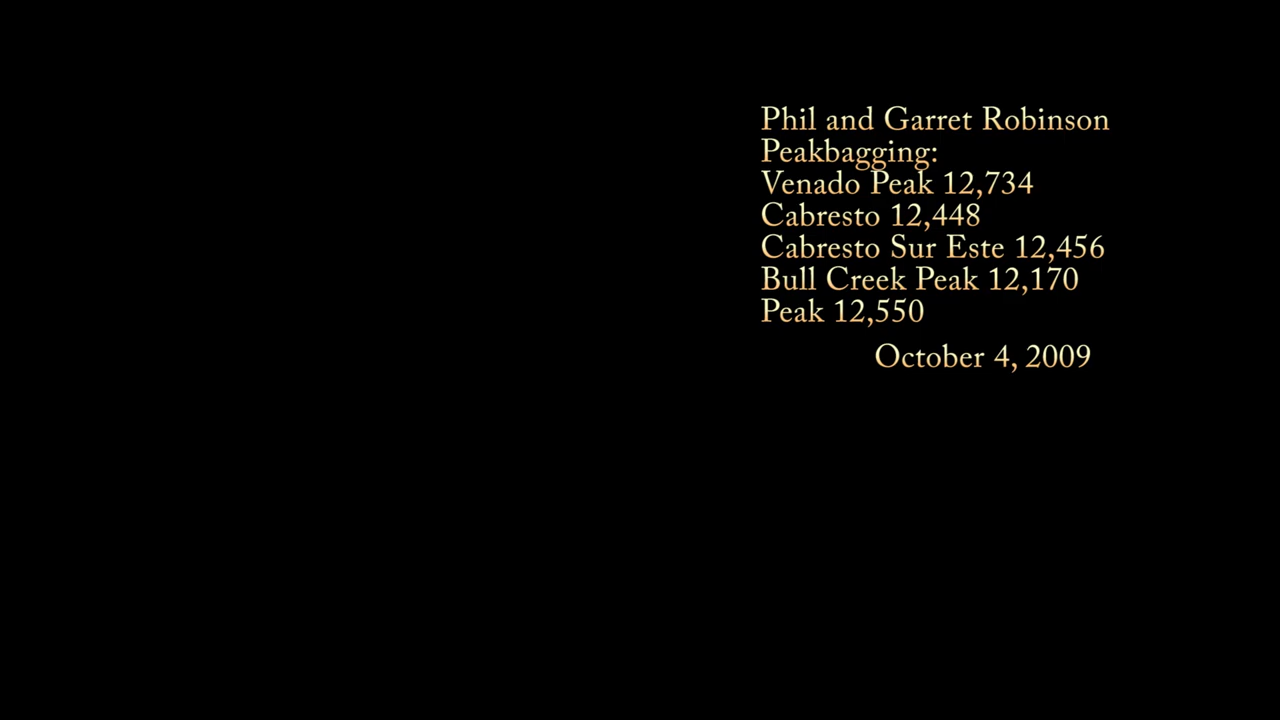 Phil and Garret Robinson
Peakbagging:
Venado Peak 12,734
Cabresto 12,448
Cabresto Sur Este 12,456
Bull Creek Peak 12,170
Peak 12,550
October 4, 2009